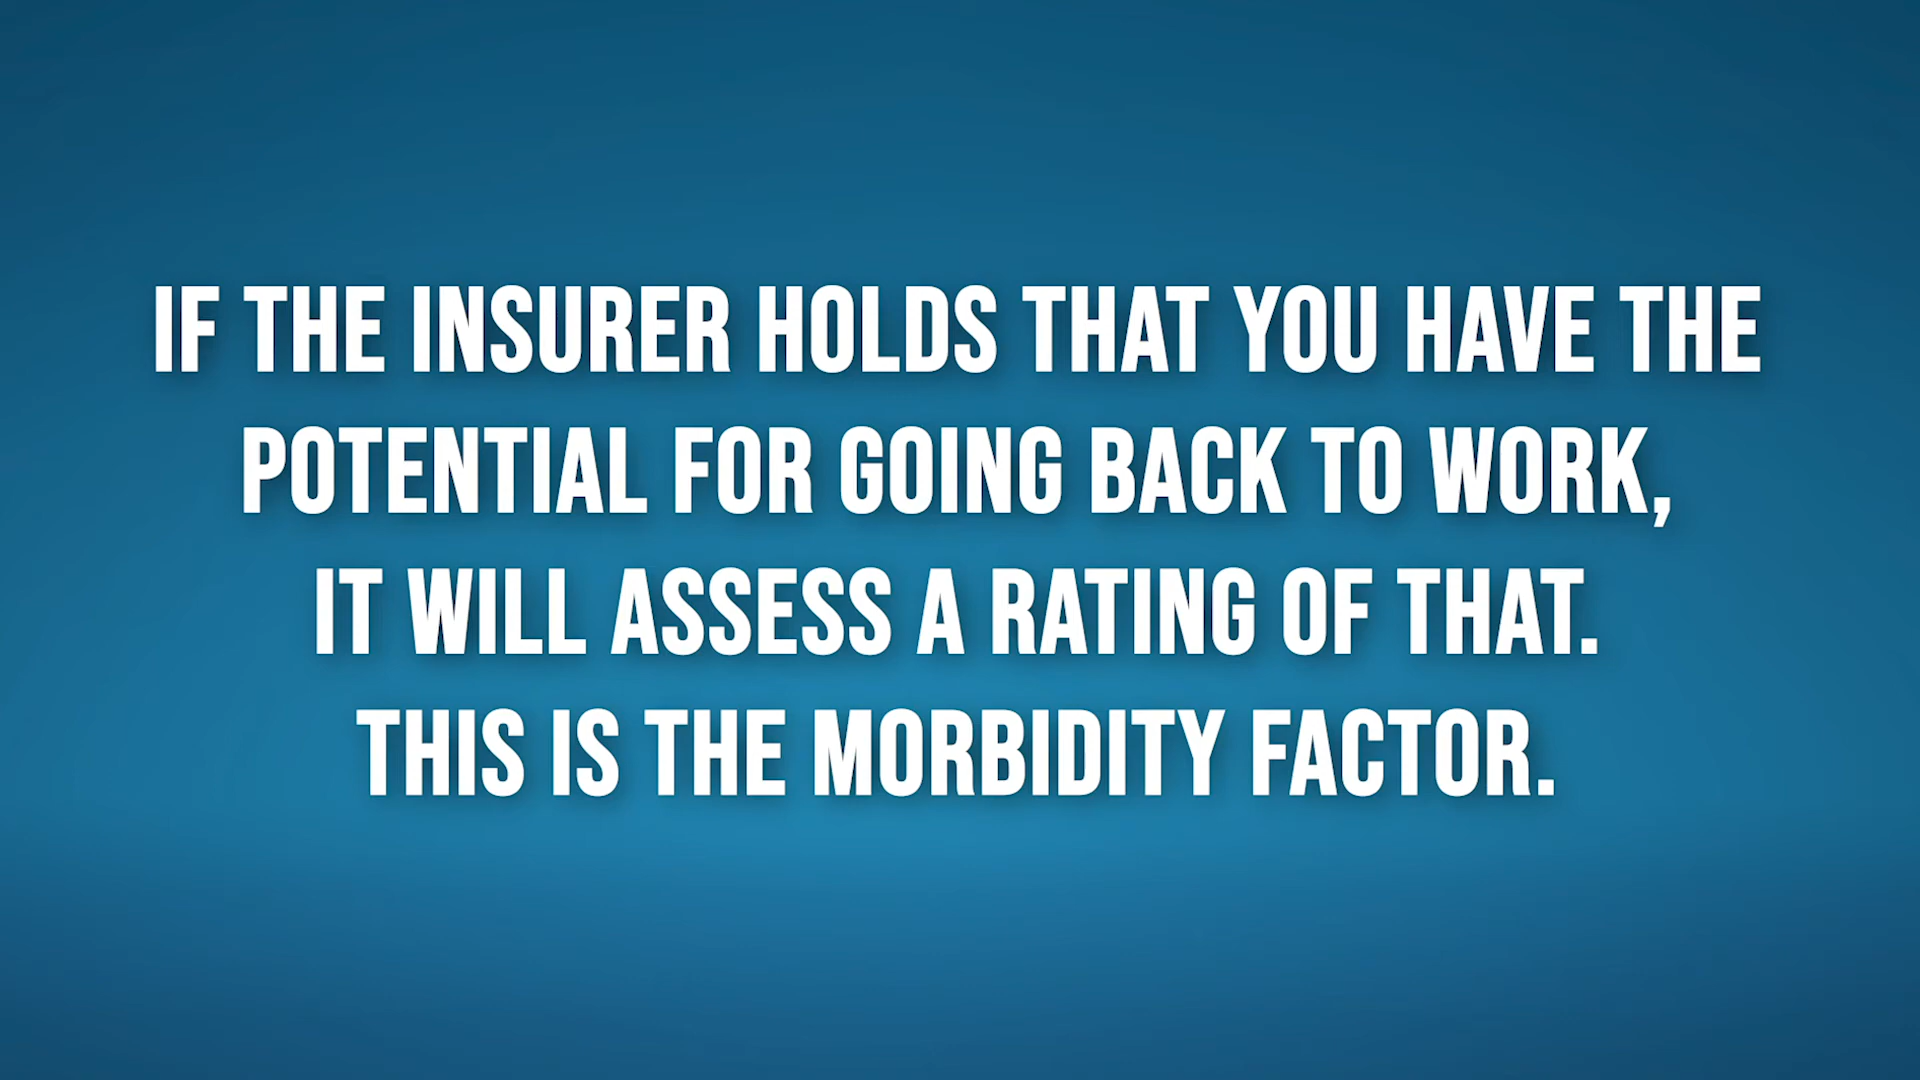 IF THE INSURER HOLDS THAT YOU HAVE THE
POTENTIAL FOR GOING BACK TO WORK,
IT WILL ASSESS A RATING OF THAT.
THIS IS THE MORBIDITY FACTOR.